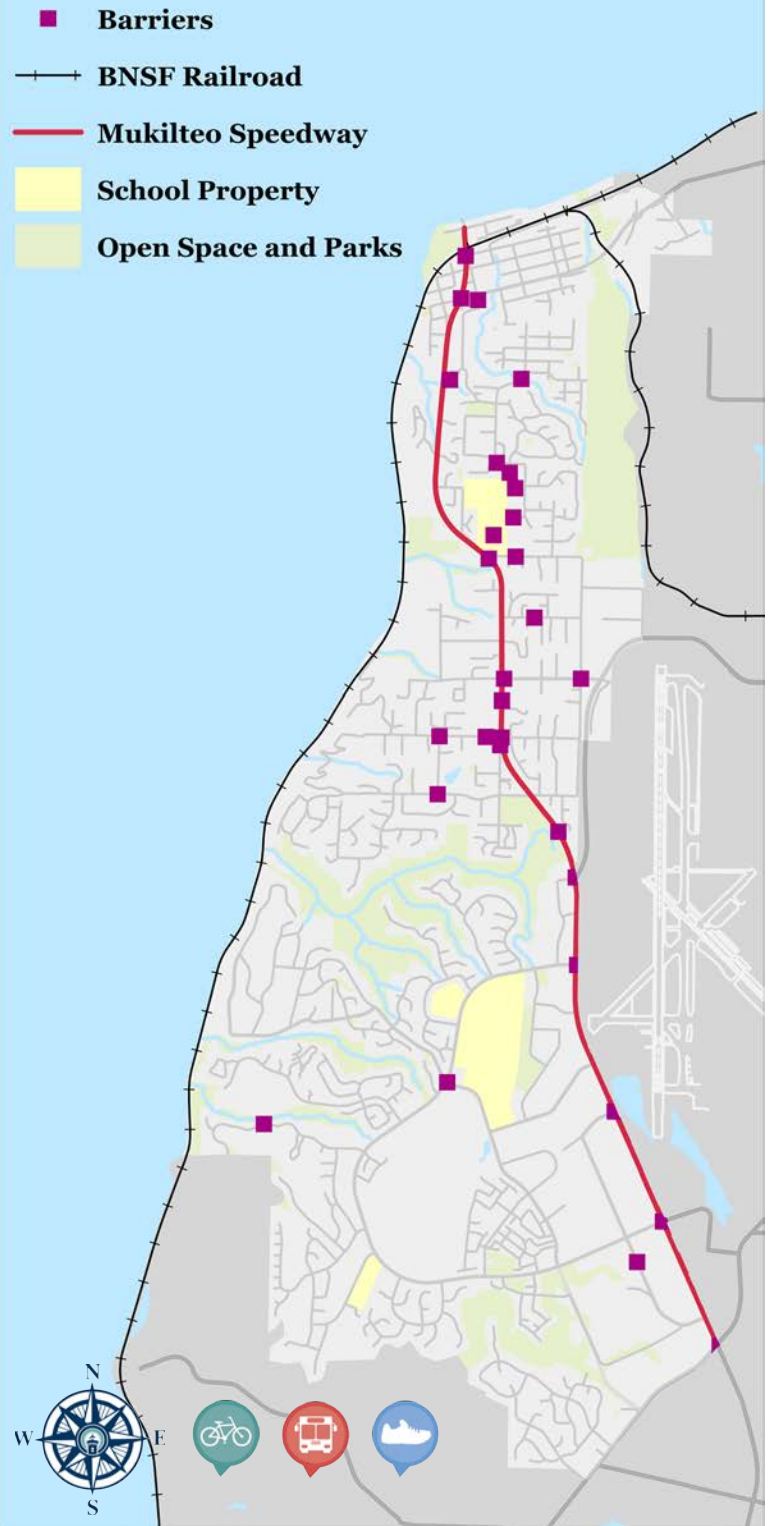 Barriers
BNSF Railroad
Mukilteo Speedway
School Property
Open Space and Parks
N
W
E
S